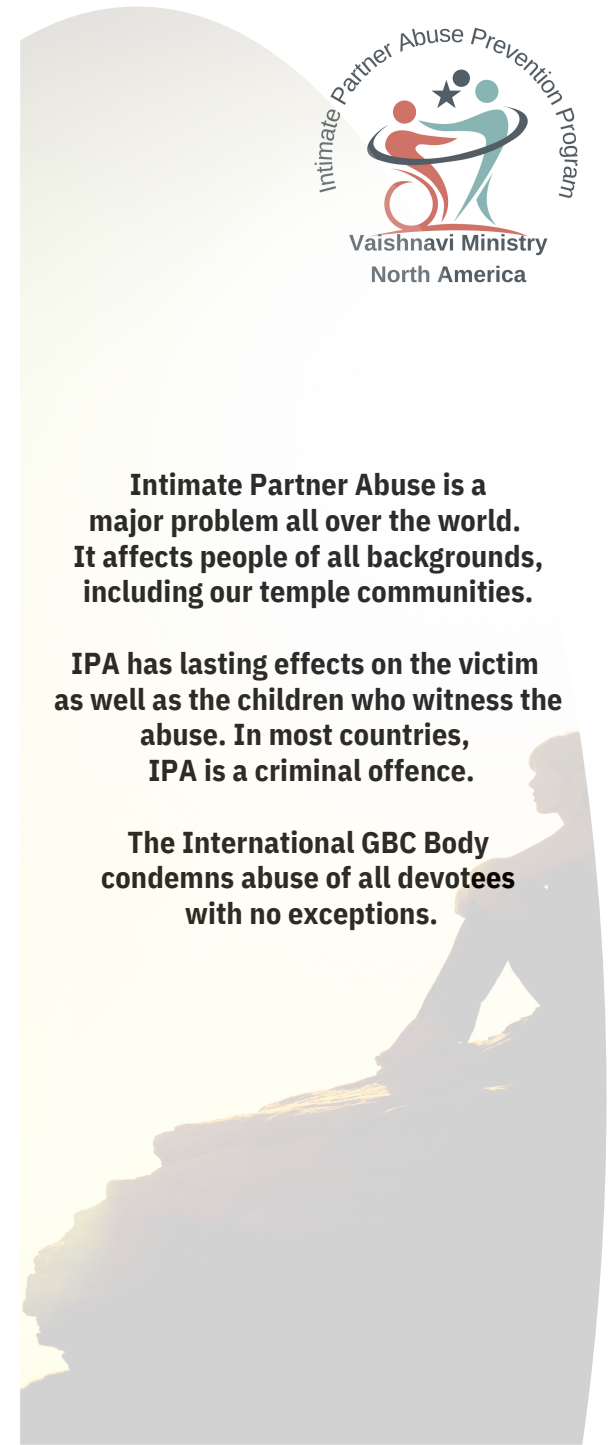 Intimate Partner Abuse Prevention Program
Vaishnavi Ministry
North America
Intimate Partner Abuse is a
major problem all over the world.
It affects people of all backgrounds,
including our temple communities.
IPA has lasting effects on the victim
as well as the children who witness the
abuse. In most countries,
IPA is a criminal offence.
The International GBC Body
condemns abuse of all devotees
with no exceptions.